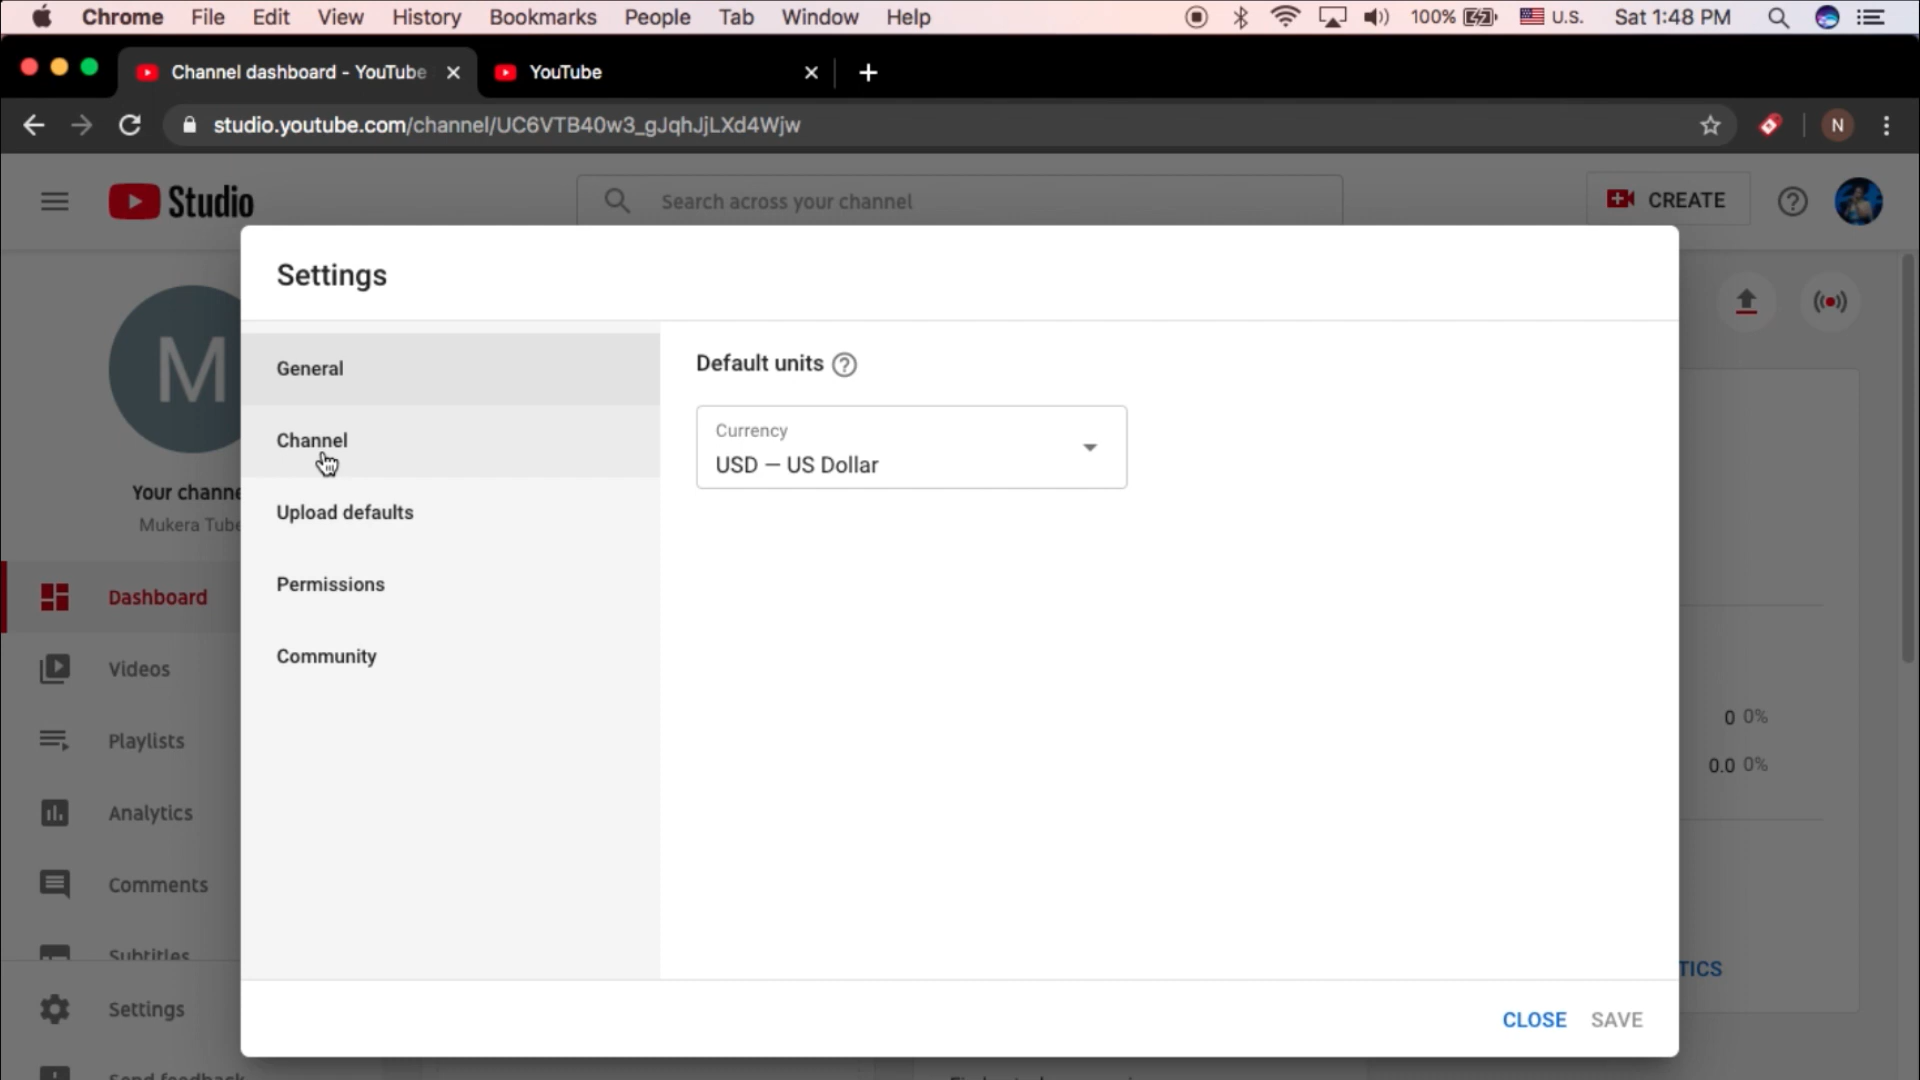 Chrome File Edit View History Bookmarks People Tab Window Help 100% U.S. Sat 1:48 PM
Channel dashboard - YouTube YouTube
studio.youtube.com/channel/UC6VTB40w3_gJqhJjLXd4Wjw N
Studio Search across your channel CREATE
Settings
M
General
Channel
Upload defaults
Permissions
Community
Default units
Currency
USD – US Dollar
Your channe
Mukera Tube
Dashboard
Videos
Playlists
Analytics
Comments
Subtitles
Settings
Send feedback
0 0%
0.0 0%
TICS
CLOSE SAVE